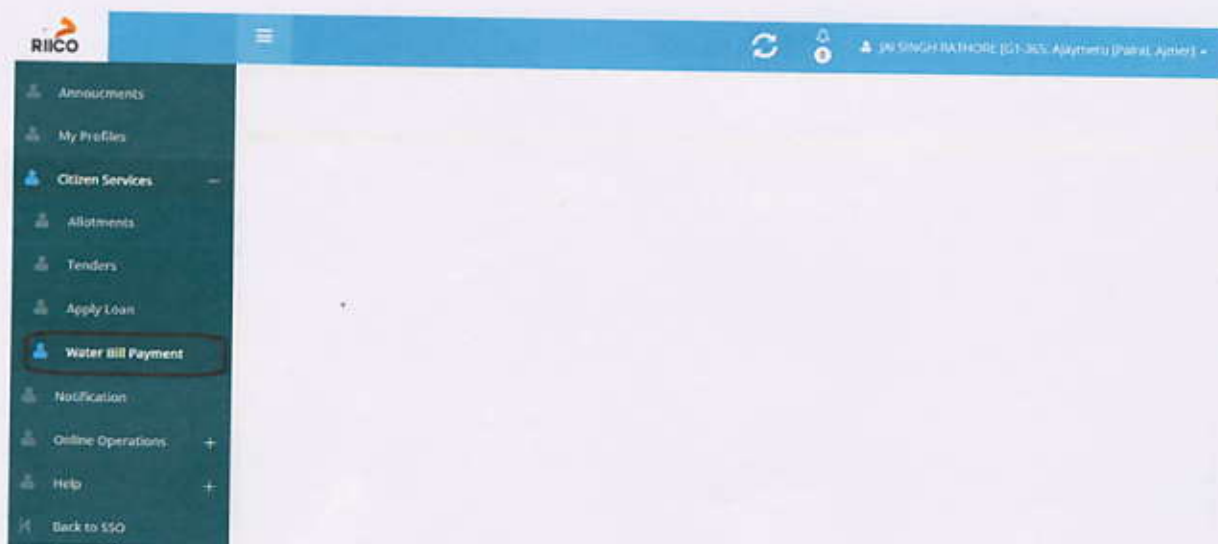 RIICO
0
JAI SINGH RATHORE [G1-365, Ajaymeru (Palra), Ajmer]
Annoucments
My Profiles
Citizen Services
Allotments
Tenders
Apply Loan
Water Bill Payment
Notification
Online Operations
Help
Back to SSO